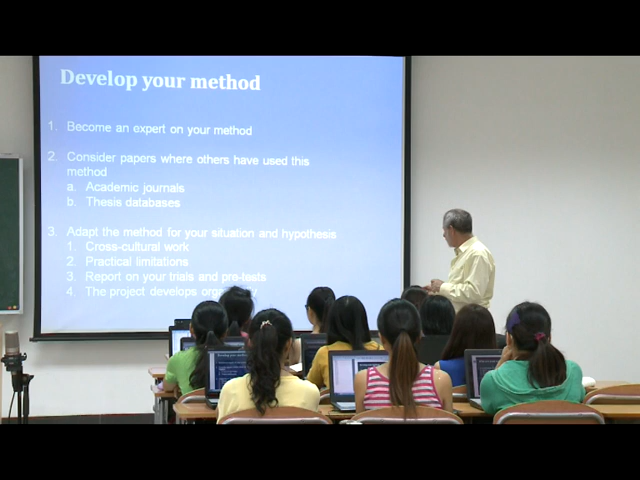 Develop your method
1. Become an expert on your method
2. Consider papers where others have used this
method
a. Academic journals
b. Thesis databases
3. Adapt the method for your situation and hypothesis
1. Cross-cultural work
2. Practical limitations
3. Report on your trials and pre-tests
4. The project develops